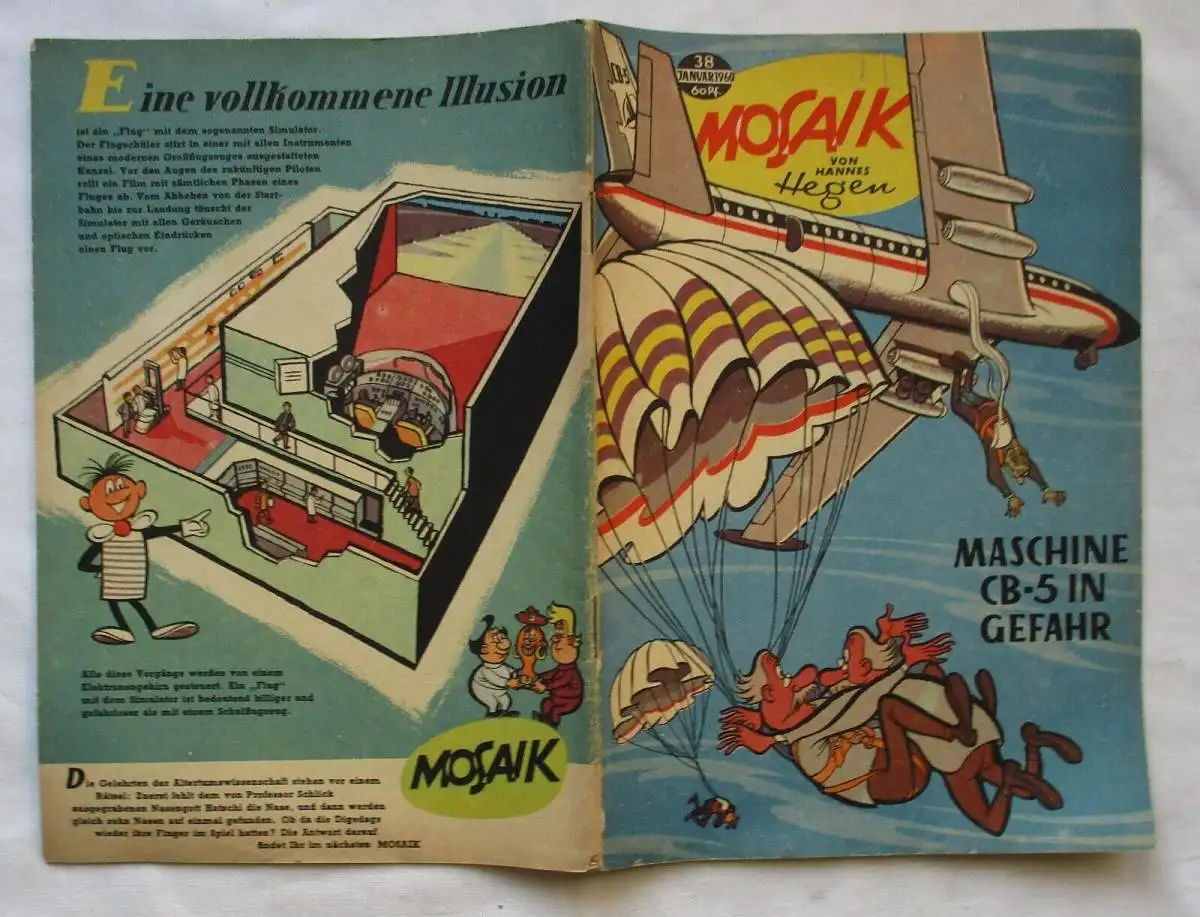 Eine vollkommene Illusion
ist ein „Flug“ mit dem sogenannten Simulator.
Der Flugschüler sitzt in einer mit allen Instrumenten
eines modernen Großflugzeuges ausgestatteten
Kanzel. Vor den Augen des zukünftigen Piloten
rollt ein Film mit sämtlichen Phasen eines
Fluges ab. Vom Abheben von der Start-
bahn bis zur Landung täuscht der
Simulator mit allen Geräuschen
und optischen Eindrücken
einen Flug vor.
Alle diese Vorgänge werden von einem
Elektronengehirn gesteuert. Ein „Flug“
mit dem Simulator ist bedeutend billiger und
gefahrloser als mit einem Schulflugzeug.
MOSAIK
Die Gelehrten der Altertumswissenschaft stehen vor einem
Rätsel: Zuerst fehlt dem von Professor Schlick
ausgegrabenen Nasengott Hatschi die Nase, und dann werden
gleich zehn Nasen auf einmal gefunden. Ob da die Digedags
wieder ihre Finger im Spiel hatten? Die Antwort darauf
findet Ihr im nächsten MOSAIK
CB-5
38
JANUAR 1960
60 Pf.
MOSAIK
VON
HANNES
Hegen
MASCHINE
CB-5 IN
GEFAHR